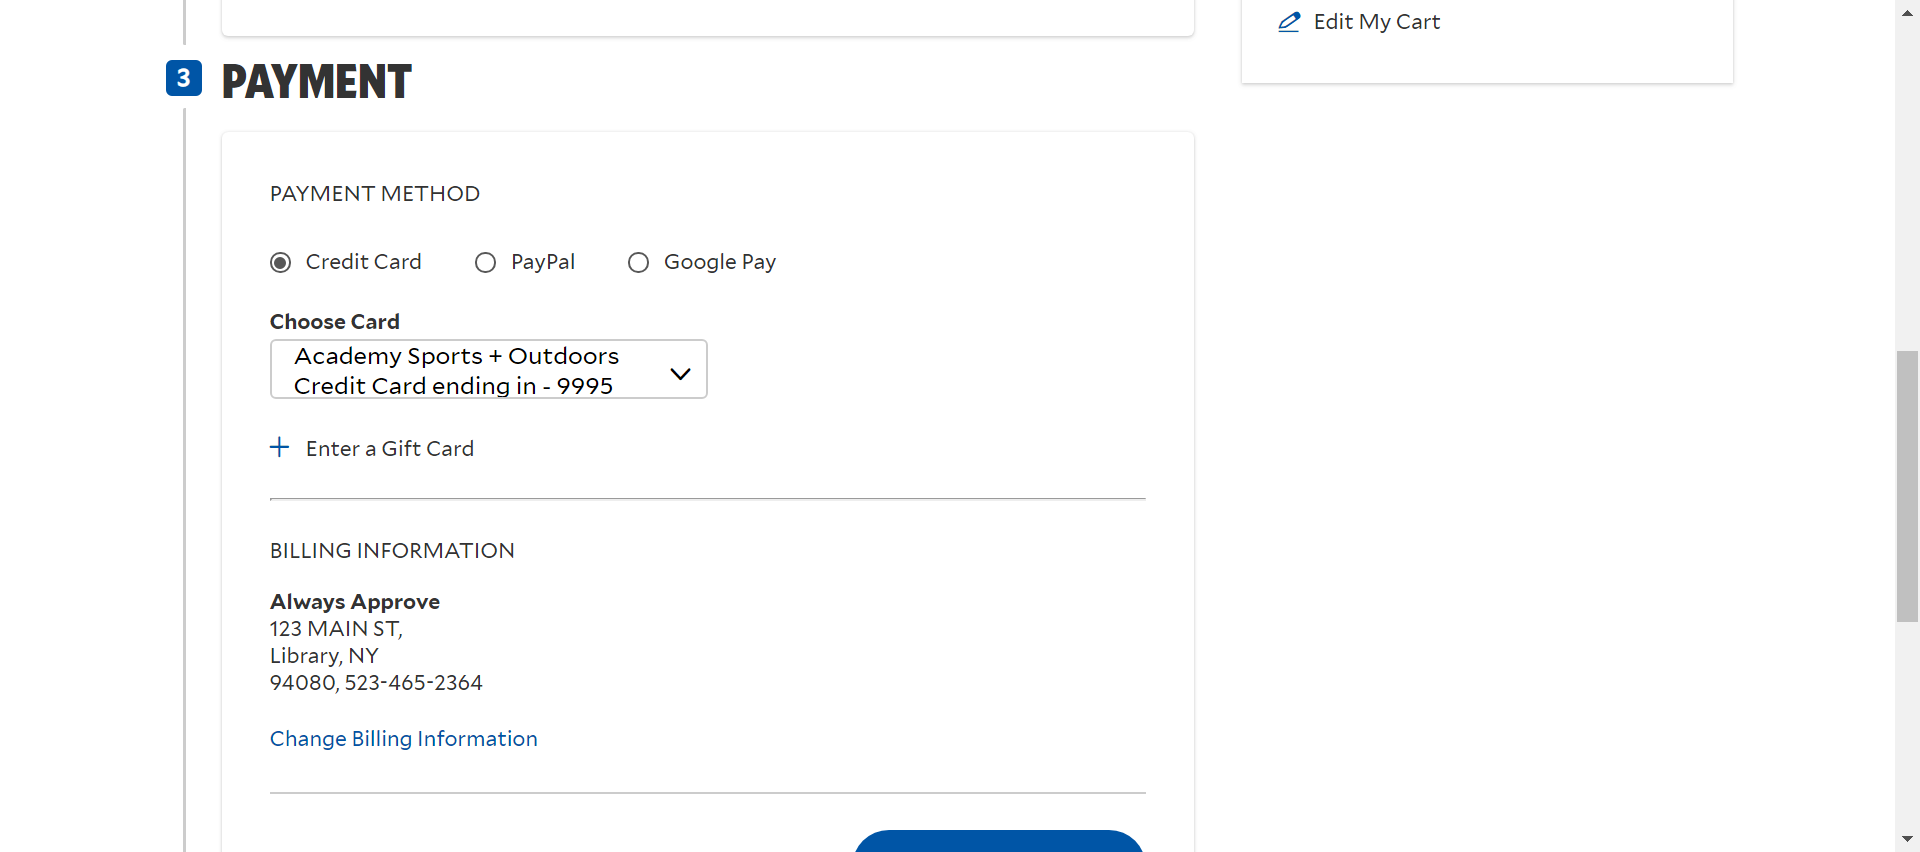 Edit My Cart
3 PAYMENT
PAYMENT METHOD
Credit Card PayPal Google Pay
Choose Card
Academy Sports + Outdoors
Credit Card ending in - 9995
+ Enter a Gift Card
BILLING INFORMATION
Always Approve
123 MAIN ST,
Library, NY
94080, 523-465-2364
Change Billing Information